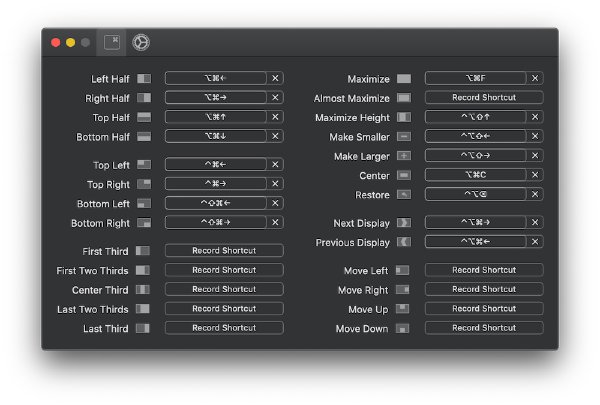 Left Half ⌥⌘← ✕
Right Half ⌥⌘→ ✕
Top Half ⌥⌘↑ ✕
Bottom Half ⌥⌘↓ ✕
Top Left ^⌘← ✕
Top Right ^⌘→ ✕
Bottom Left ^⇧⌘← ✕
Bottom Right ^⇧⌘→ ✕
First Third Record Shortcut
First Two Thirds Record Shortcut
Center Third Record Shortcut
Last Two Thirds Record Shortcut
Last Third Record Shortcut
Maximize ⌥⌘F ✕
Almost Maximize Record Shortcut
Maximize Height ^⌥⇧↑ ✕
Make Smaller ^⌥⇧← ✕
Make Larger ^⌥⇧→ ✕
Center ⌥⌘C ✕
Restore ^⌥⌫ ✕
Next Display ^⌥⌘→ ✕
Previous Display ^⌥⌘← ✕
Move Left Record Shortcut
Move Right Record Shortcut
Move Up Record Shortcut
Move Down Record Shortcut